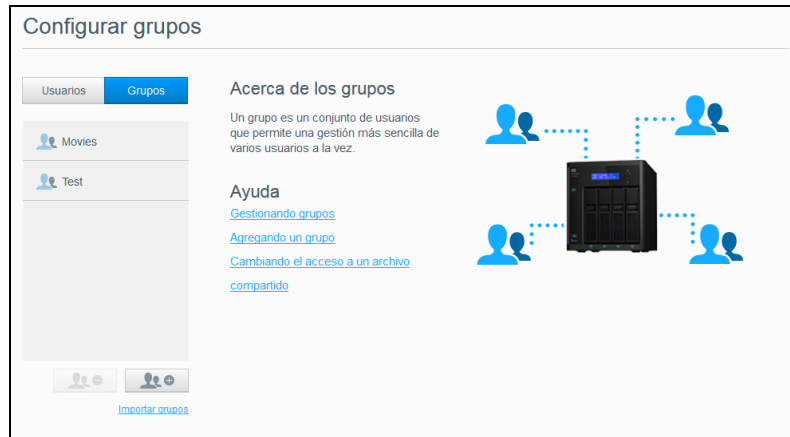 Configurar grupos
Usuarios
Grupos
Movies
Test
Importar grupos
Acerca de los grupos
Un grupo es un conjunto de usuarios
que permite una gestión más sencilla de
varios usuarios a la vez.
Ayuda
Gestionando grupos
Agregando un grupo
Cambiando el acceso a un archivo
compartido